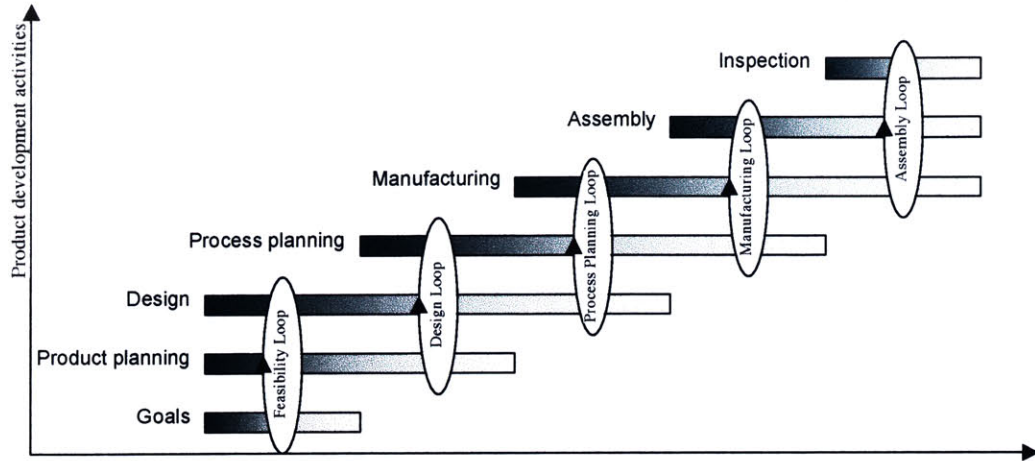 Product development activities
Inspection
Assembly
Manufacturing
Process planning
Design
Product planning
Goals
Feasibility Loop
Design Loop
Process Planning Loop
Manufacturing Loop
Assembly Loop